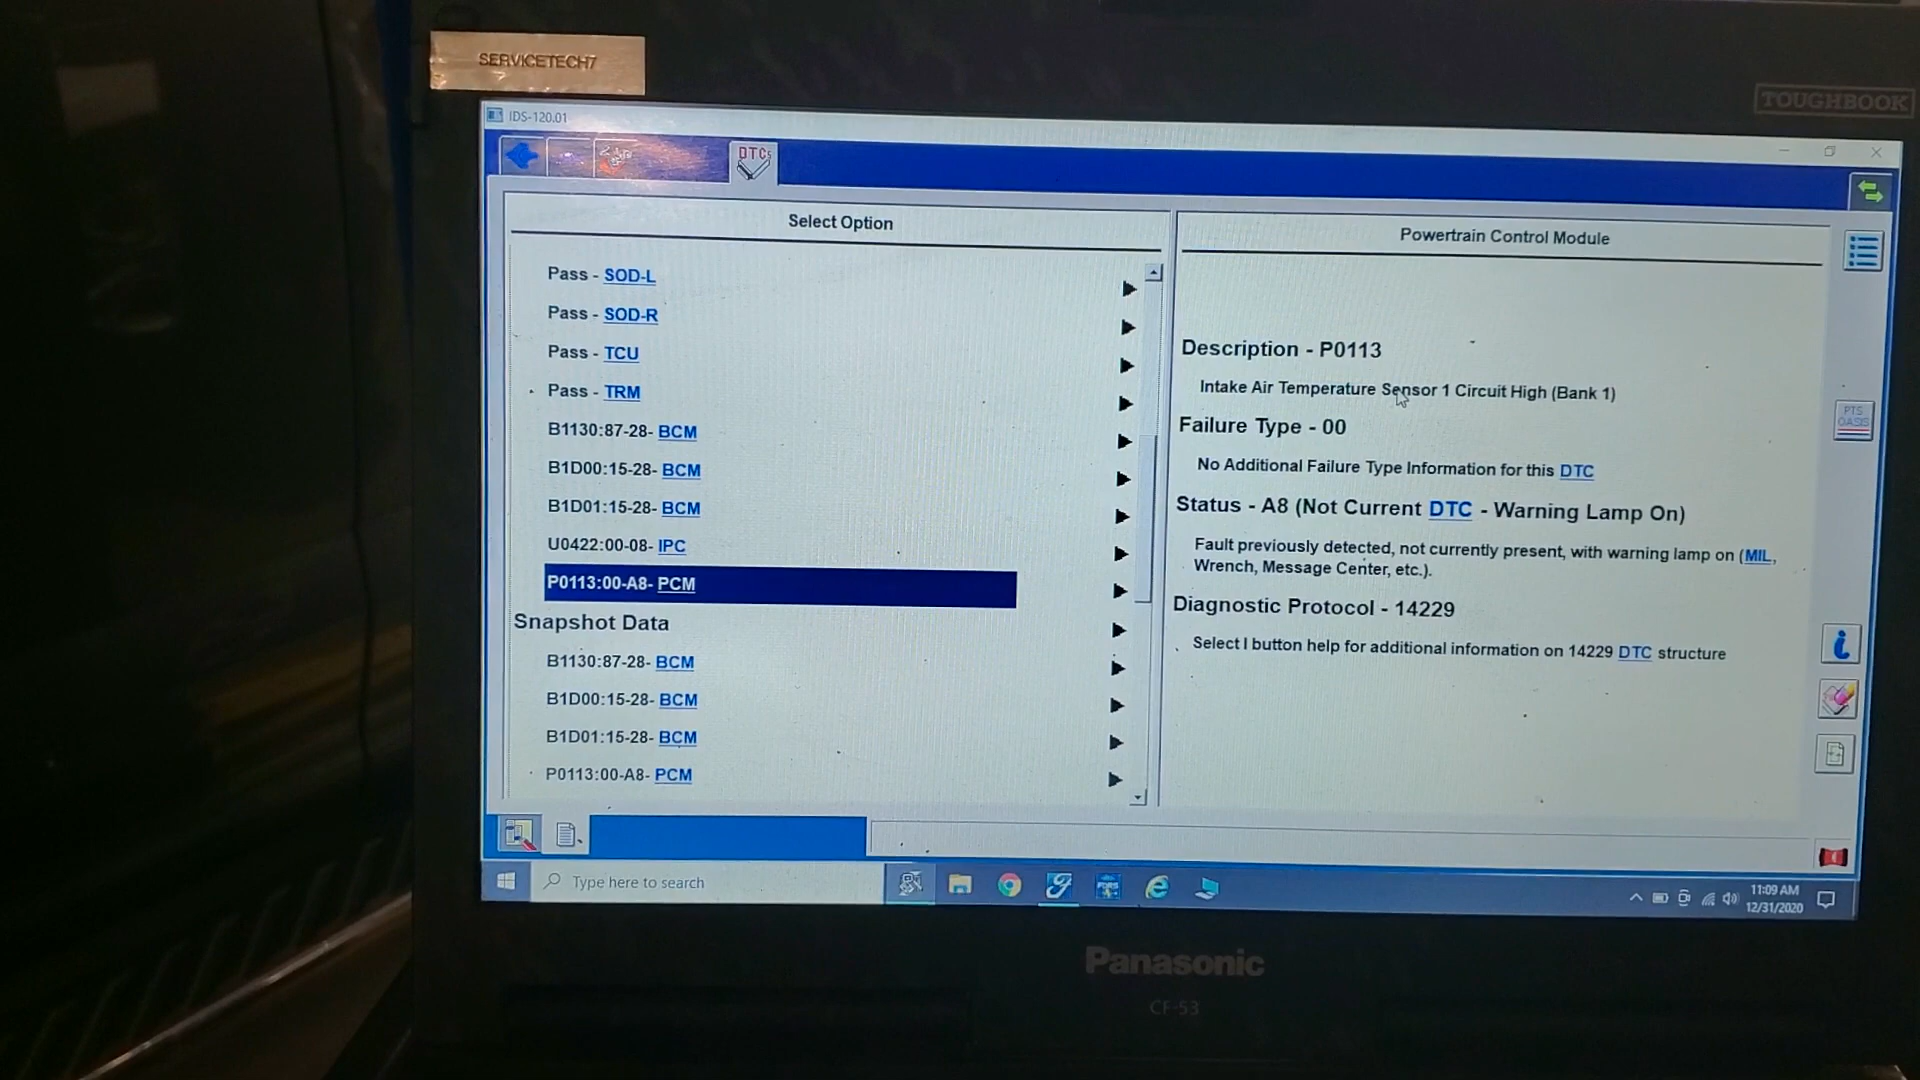 SERVICETECH7
TOUGHBOOK
IDS-120.01
DTCs
Select Option
Pass - SOD-L
Pass - SOD-R
Pass - TCU
Pass - TRM
B1130:87-28- BCM
B1D00:15-28- BCM
B1D01:15-28- BCM
U0422:00-08- IPC
P0113:00-A8- PCM
Snapshot Data
B1130:87-28- BCM
B1D00:15-28- BCM
B1D01:15-28- BCM
P0113:00-A8- PCM
Powertrain Control Module
Description - P0113
Intake Air Temperature Sensor 1 Circuit High (Bank 1)
Failure Type - 00
No Additional Failure Type Information for this DTC
Status - A8 (Not Current DTC - Warning Lamp On)
Fault previously detected, not currently present, with warning lamp on (MIL,
Wrench, Message Center, etc.).
Diagnostic Protocol - 14229
Select I button help for additional information on 14229 DTC structure
PTS
OASIS
Type here to search
FDRS
11:09 AM
12/31/2020
Panasonic
CF-53